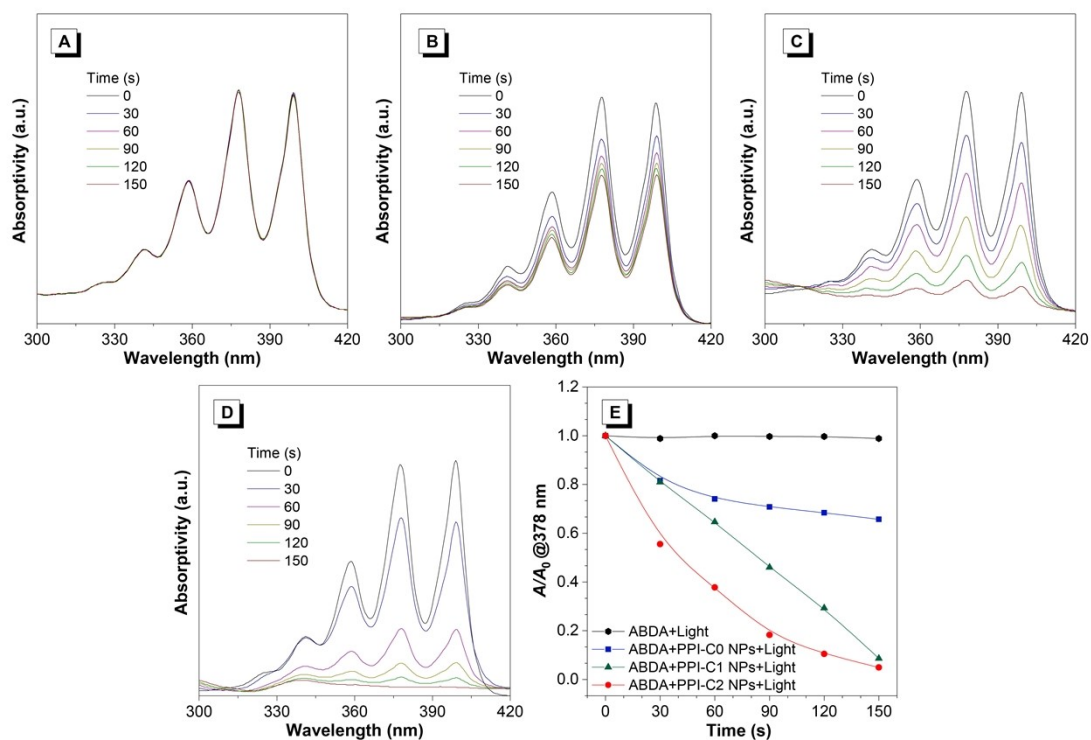 A
Time (s)
0
30
60
90
120
150
Absorptivity (a.u.)
300 330 360 390 420
Wavelength (nm)
B
Time (s)
0
30
60
90
120
150
Absorptivity (a.u.)
300 330 360 390 420
Wavelength (nm)
C
Time (s)
0
30
60
90
120
150
Absorptivity (a.u.)
300 330 360 390 420
Wavelength (nm)
D
Time (s)
0
30
60
90
120
150
Absorptivity (a.u.)
300 330 360 390 420
Wavelength (nm)
E
1.2
1.0
0.8
0.6
0.4
0.2
0.0
A/A0 @378 nm
ABDA+Light
ABDA+PPI-C0 NPs+Light
ABDA+PPI-C1 NPs+Light
ABDA+PPI-C2 NPs+Light
0 30 60 90 120 150
Time (s)